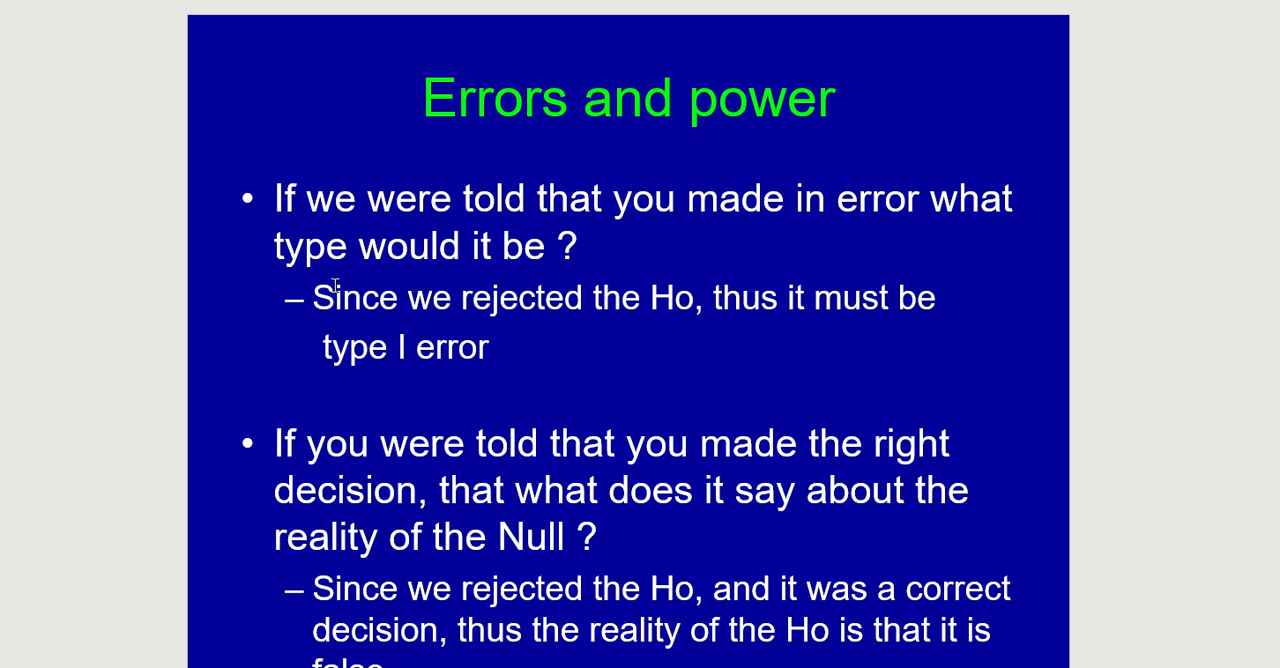 Errors and power
• If we were told that you made in error what
type would it be ?
– Since we rejected the Ho, thus it must be
type I error
• If you were told that you made the right
decision, that what does it say about the
reality of the Null ?
– Since we rejected the Ho, and it was a correct
decision, thus the reality of the Ho is that it is
false